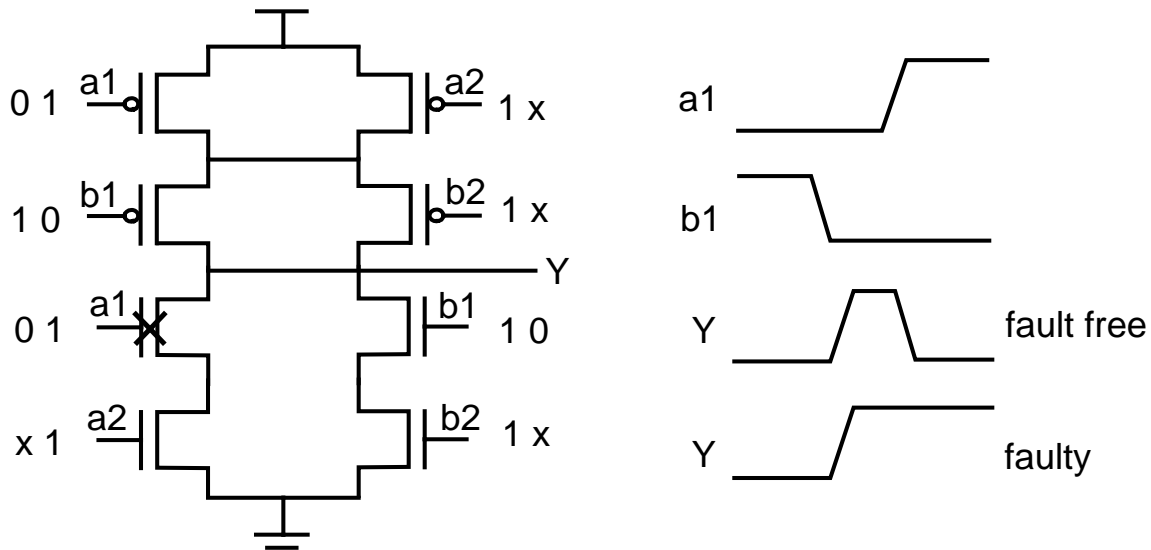 0 1 a1 a2 1 x
1 0 b1 b2 1 x
Y
0 1 a1 b1 1 0
x 1 a2 b2 1 x
a1
b1
Y fault free
Y faulty